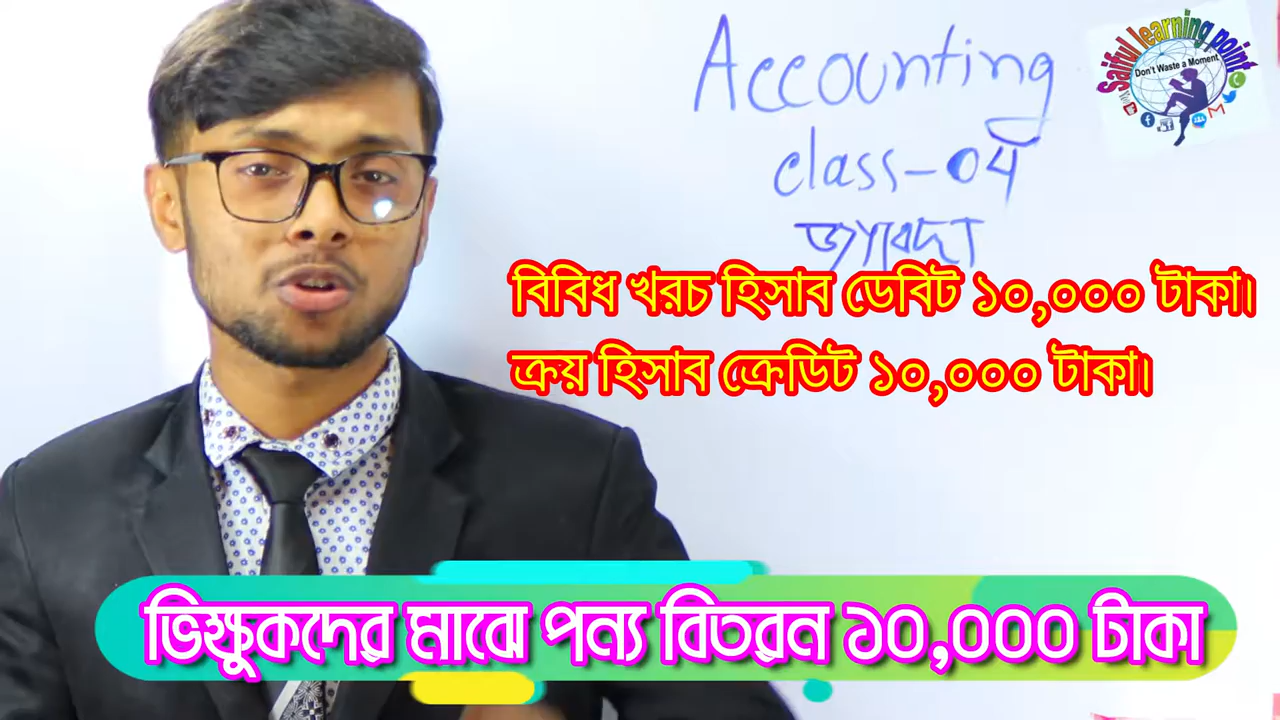 Accounting
class-04
জাবেদা
Saiful learning point
Don't Waste a Moment
বিবিধ খরচ হিসাব ডেবিট ১০,০০০ টাকা।
ক্রয় হিসাব ক্রেডিট ১০,০০০ টাকা।
ভিক্ষুকদের মাঝে পন্য বিতরন ১০,০০০ টাকা